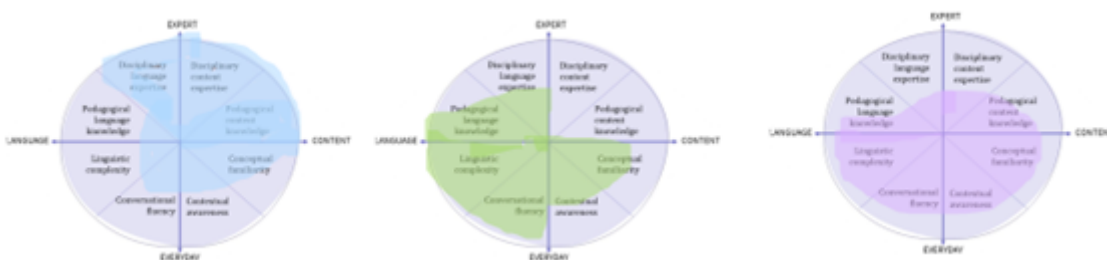 EXPERT
Disciplinary language expertise
Disciplinary content expertise
Pedagogical language knowledge
Pedagogical content knowledge
LANGUAGE
CONTENT
Linguistic complexity
Conceptual familiarity
Conversational fluency
Contextual awareness
EVERYDAY
EXPERT
Disciplinary language expertise
Disciplinary content expertise
Pedagogical language knowledge
Pedagogical content knowledge
LANGUAGE
CONTENT
Linguistic complexity
Conceptual familiarity
Conversational fluency
Contextual awareness
EVERYDAY
EXPERT
Disciplinary language expertise
Disciplinary content expertise
Pedagogical language knowledge
Pedagogical content knowledge
LANGUAGE
CONTENT
Linguistic complexity
Conceptual familiarity
Conversational fluency
Contextual awareness
EVERYDAY